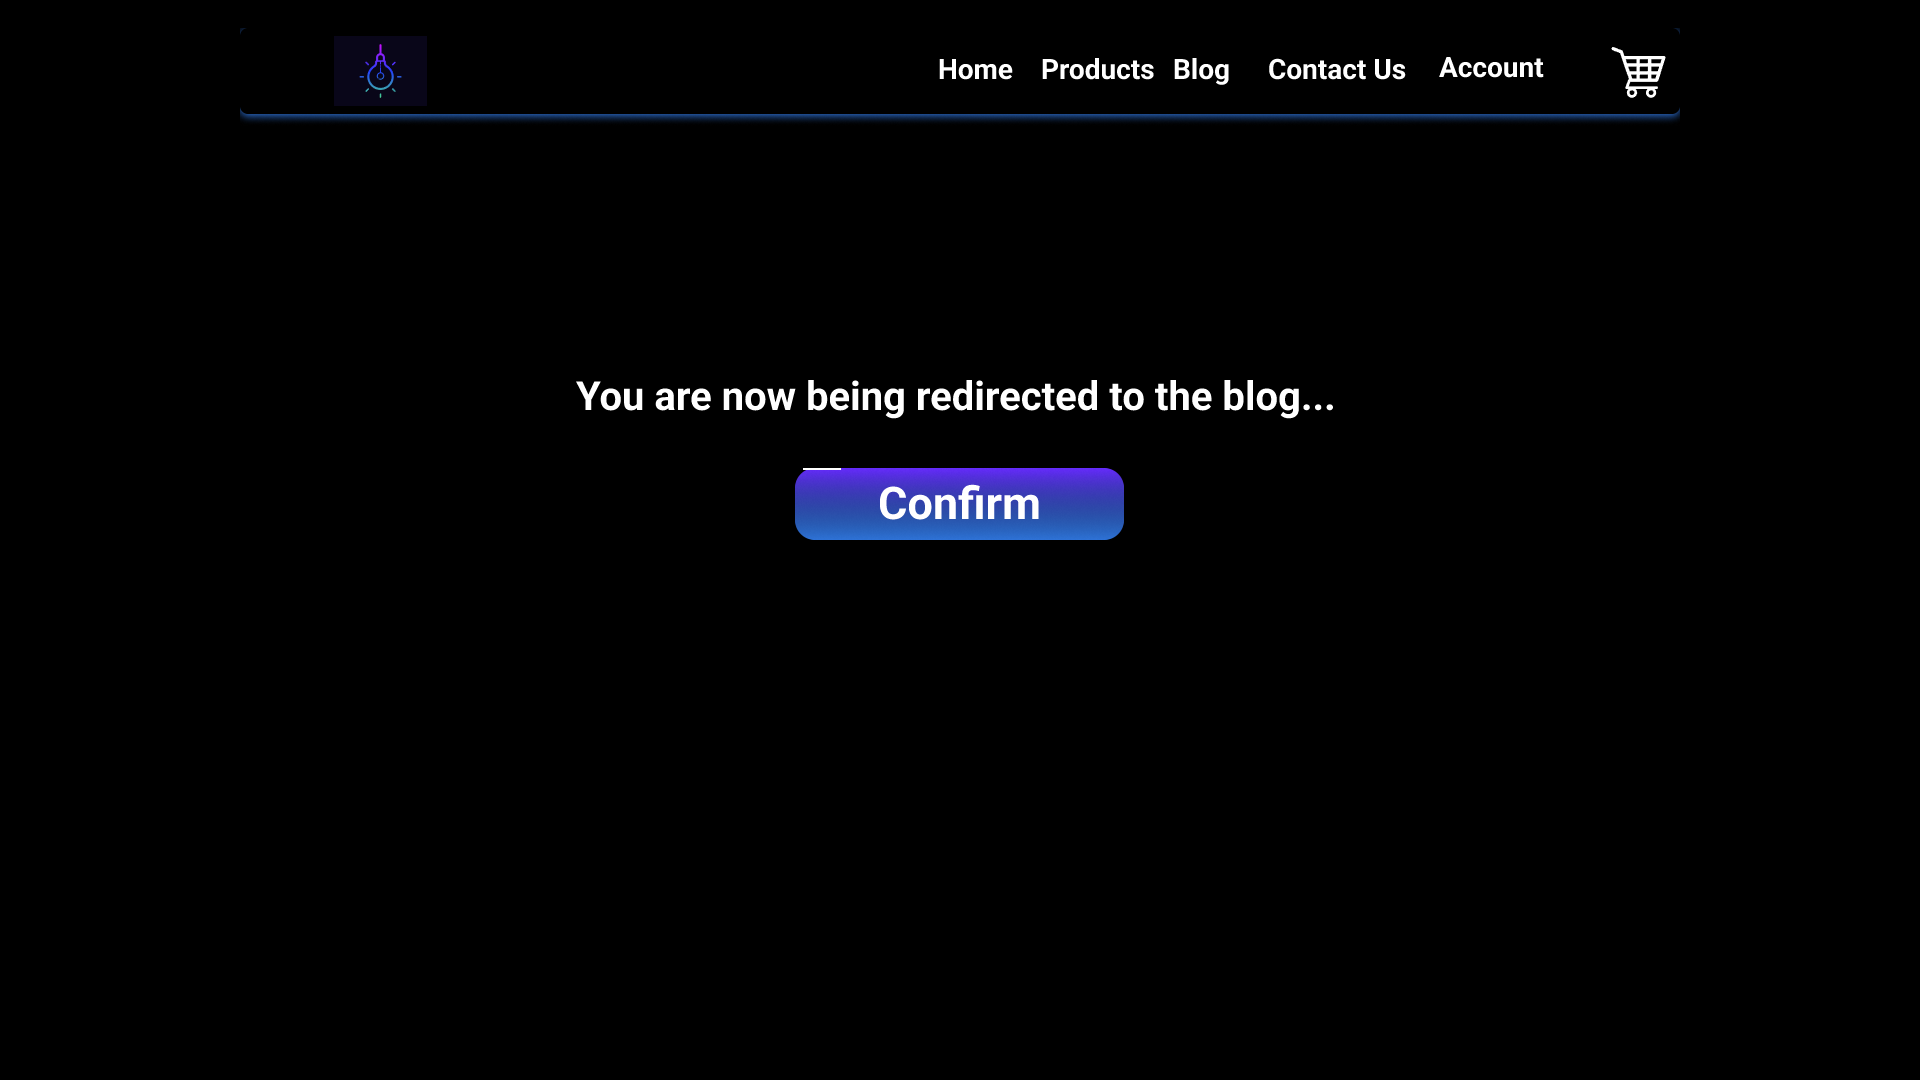 Home Products Blog Contact Us Account
You are now being redirected to the blog...
Confirm